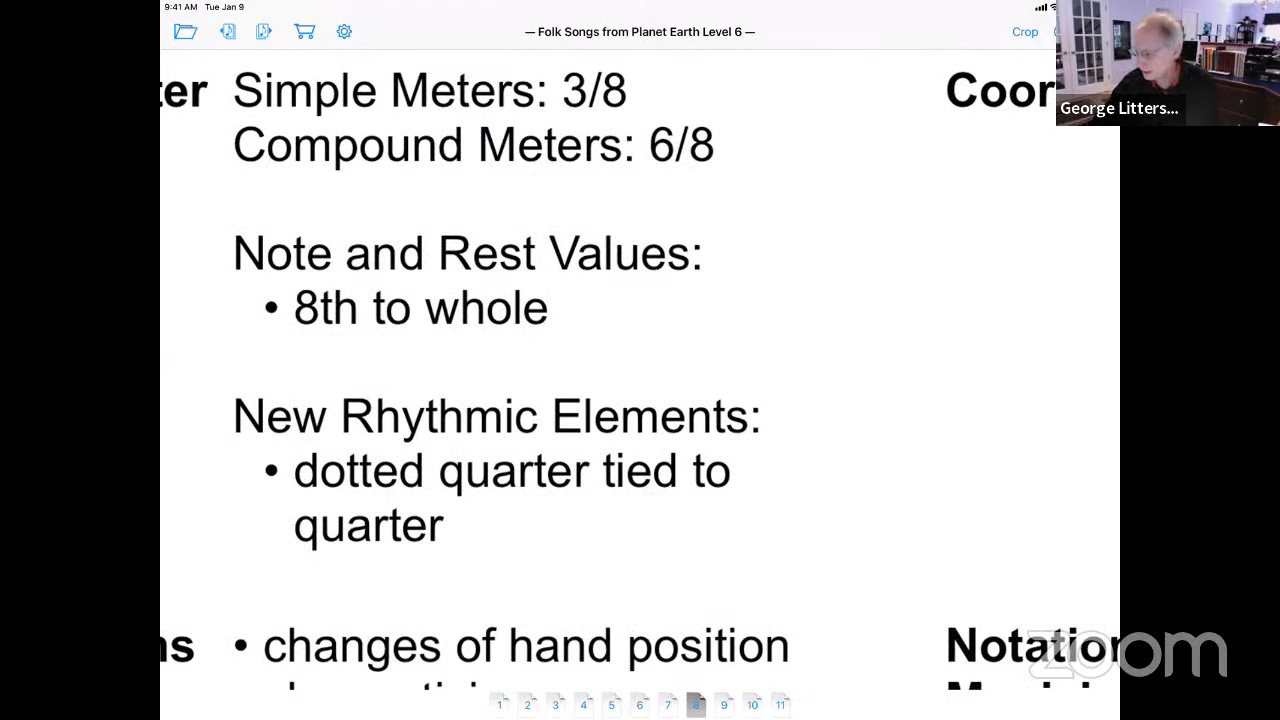 9:41 AM Tue Jan 9
— Folk Songs from Planet Earth Level 6 —
Crop
George Litters...
ter Simple Meters: 3/8 Coor
Compound Meters: 6/8
Note and Rest Values:
• 8th to whole
New Rhythmic Elements:
• dotted quarter tied to
quarter
ns • changes of hand position Notation
zoom
1 2 3 4 5 6 7 8 9 10 11